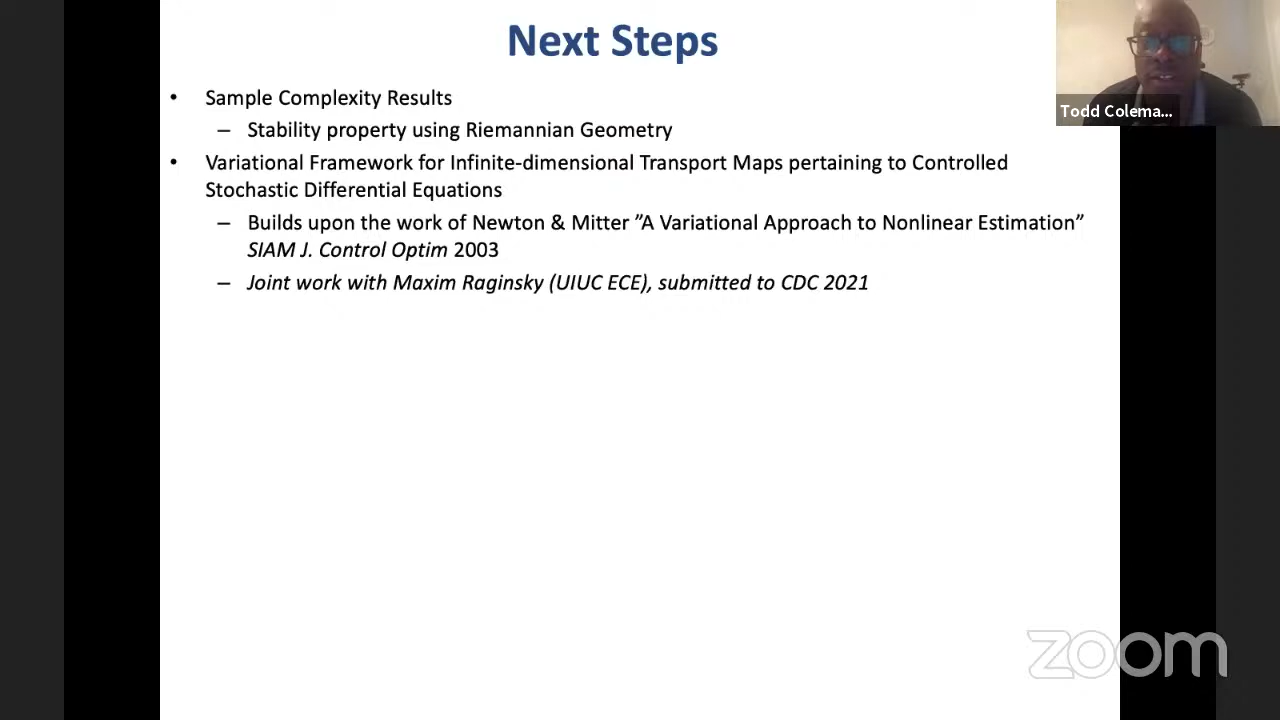 Next Steps
• Sample Complexity Results
– Stability property using Riemannian Geometry
• Variational Framework for Infinite-dimensional Transport Maps pertaining to Controlled
Stochastic Differential Equations
– Builds upon the work of Newton & Mitter ”A Variational Approach to Nonlinear Estimation”
SIAM J. Control Optim 2003
– Joint work with Maxim Raginsky (UIUC ECE), submitted to CDC 2021
Todd Colema...
zoom